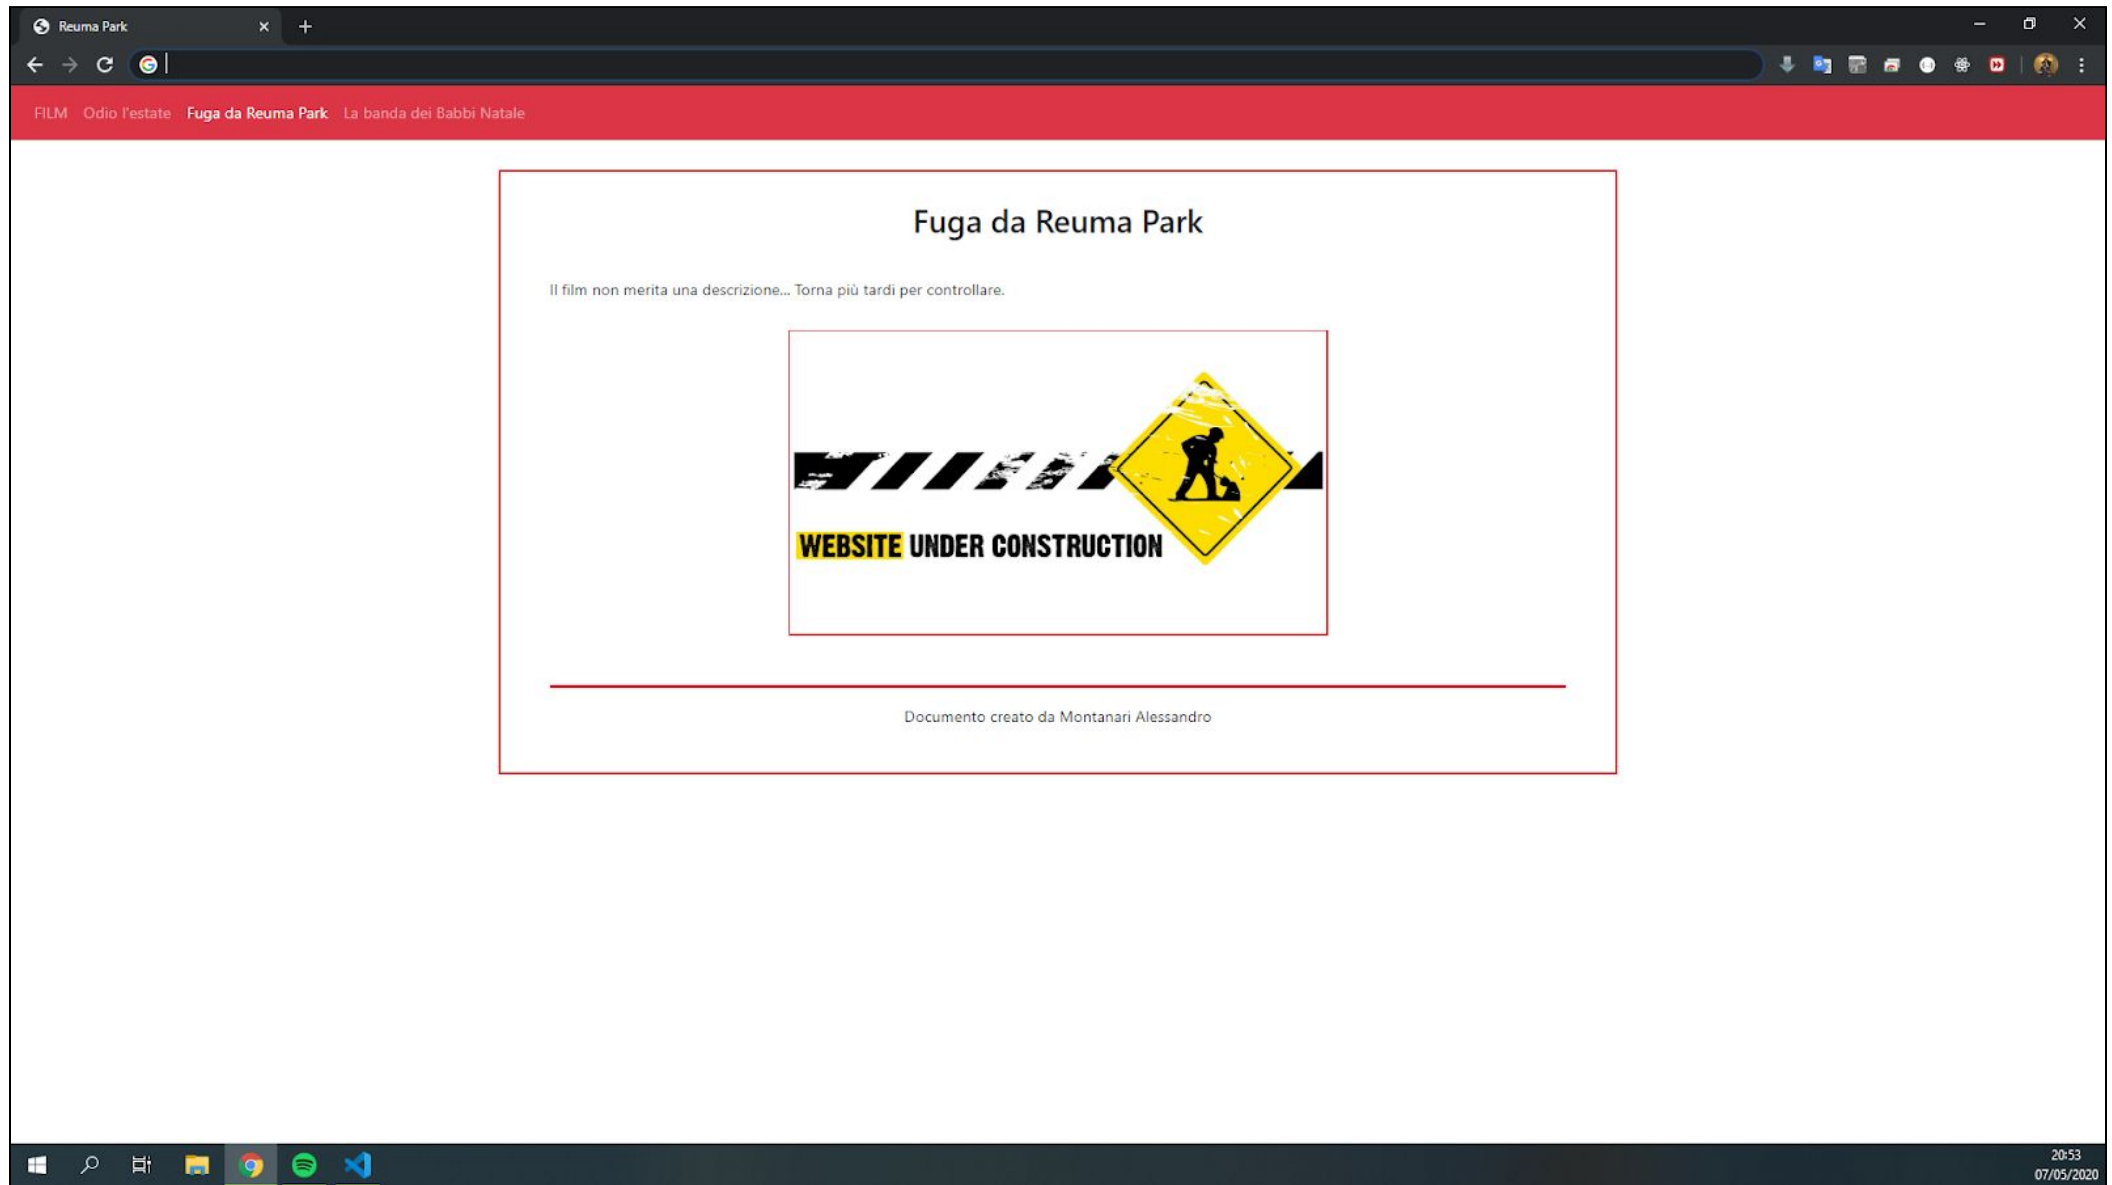 Reuma Park
FILM Odio l'estate Fuga da Reuma Park La banda dei Babbi Natale
Fuga da Reuma Park
Il film non merita una descrizione... Torna più tardi per controllare.
WEBSITE UNDER CONSTRUCTION
Documento creato da Montanari Alessandro
20:53
07/05/2020